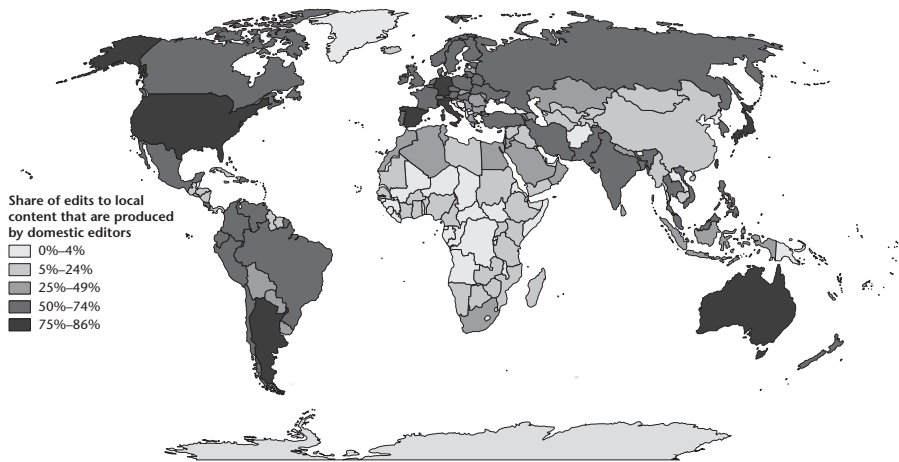 Share of edits to local
content that are produced
by domestic editors
0%–4%
5%–24%
25%–49%
50%–74%
75%–86%